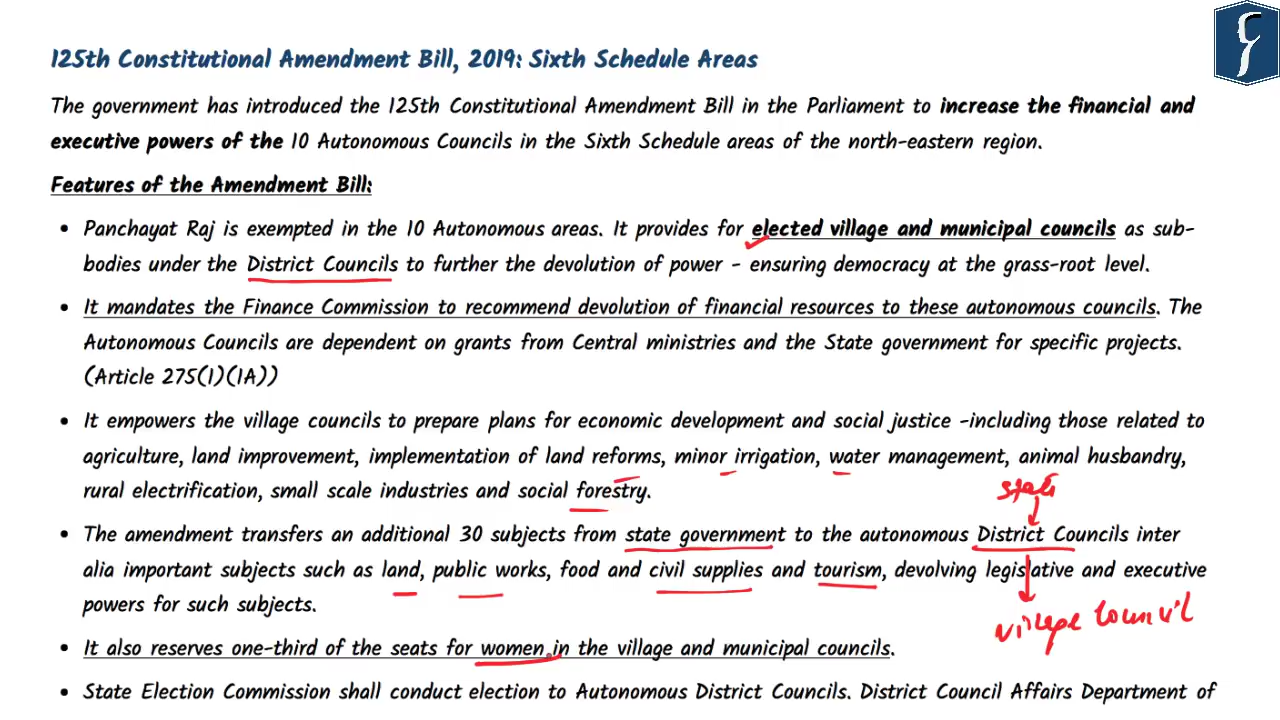 125th Constitutional Amendment Bill, 2019: Sixth Schedule Areas
The government has introduced the 125th Constitutional Amendment Bill in the Parliament to increase the financial and
executive powers of the 10 Autonomous Councils in the Sixth Schedule areas of the north-eastern region.
Features of the Amendment Bill:
• Panchayat Raj is exempted in the 10 Autonomous areas. It provides for elected village and municipal councils as sub-
bodies under the District Councils to further the devolution of power - ensuring democracy at the grass-root level.
• It mandates the Finance Commission to recommend devolution of financial resources to these autonomous councils. The
Autonomous Councils are dependent on grants from Central ministries and the State government for specific projects.
(Article 275(1)(1A))
• It empowers the village councils to prepare plans for economic development and social justice -including those related to
agriculture, land improvement, implementation of land reforms, minor irrigation, water management, animal husbandry,
rural electrification, small scale industries and social forestry.
State
• The amendment transfers an additional 30 subjects from state government to the autonomous District Councils inter
alia important subjects such as land, public works, food and civil supplies and tourism, devolving legislative and executive
powers for such subjects.
village Council
• It also reserves one-third of the seats for women in the village and municipal councils.
• State Election Commission shall conduct election to Autonomous District Councils. District Council Affairs Department of